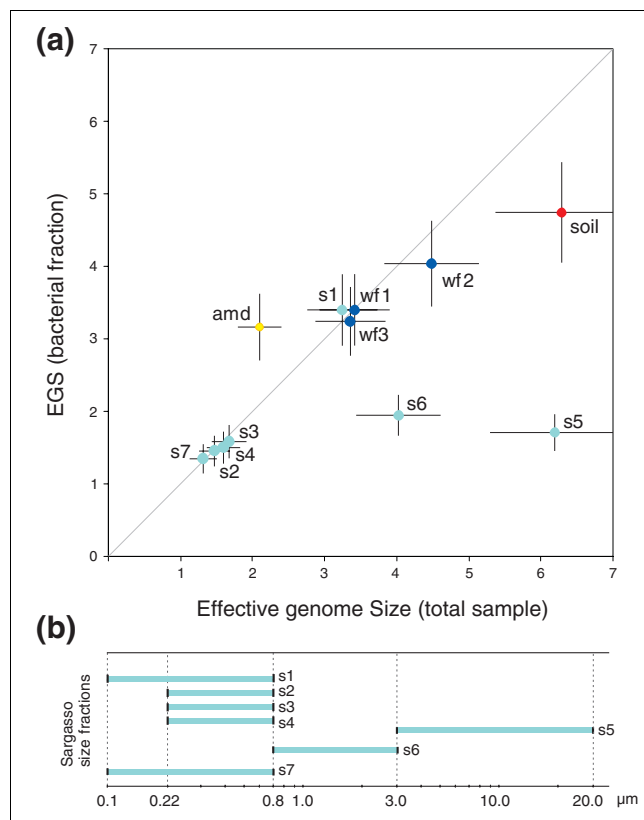 (a)
7
6
5
4
3
2
1
0
EGS (bacterial fraction)
soil
wf2
s1
wf1
wf3
amd
s6
s5
s3
s7
s4
s2
1
2
3
4
5
6
7
Effective genome Size (total sample)
(b)
Sargasso
size fractions
s1
s2
s3
s4
s5
s6
s7
0.1
0.22
0.8
1.0
3.0
10.0
20.0
µm